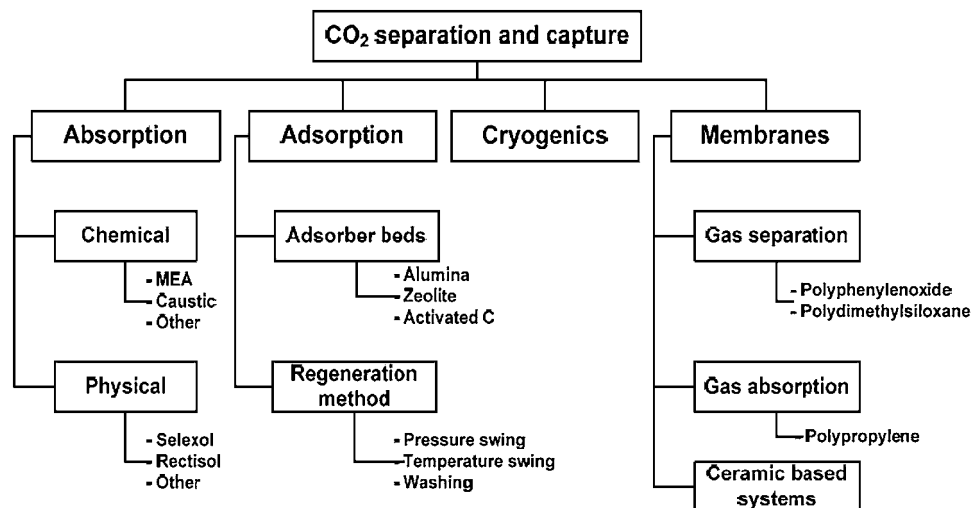 CO₂ separation and capture
Absorption
Adsorption
Cryogenics
Membranes
Chemical
- MEA
- Caustic
- Other
Physical
- Selexol
- Rectisol
- Other
Adsorber beds
- Alumina
- Zeolite
- Activated C
Regeneration
method
- Pressure swing
- Temperature swing
- Washing
Gas separation
- Polyphenylenoxide
- Polydimethylsiloxane
Gas absorption
- Polypropylene
Ceramic based
systems